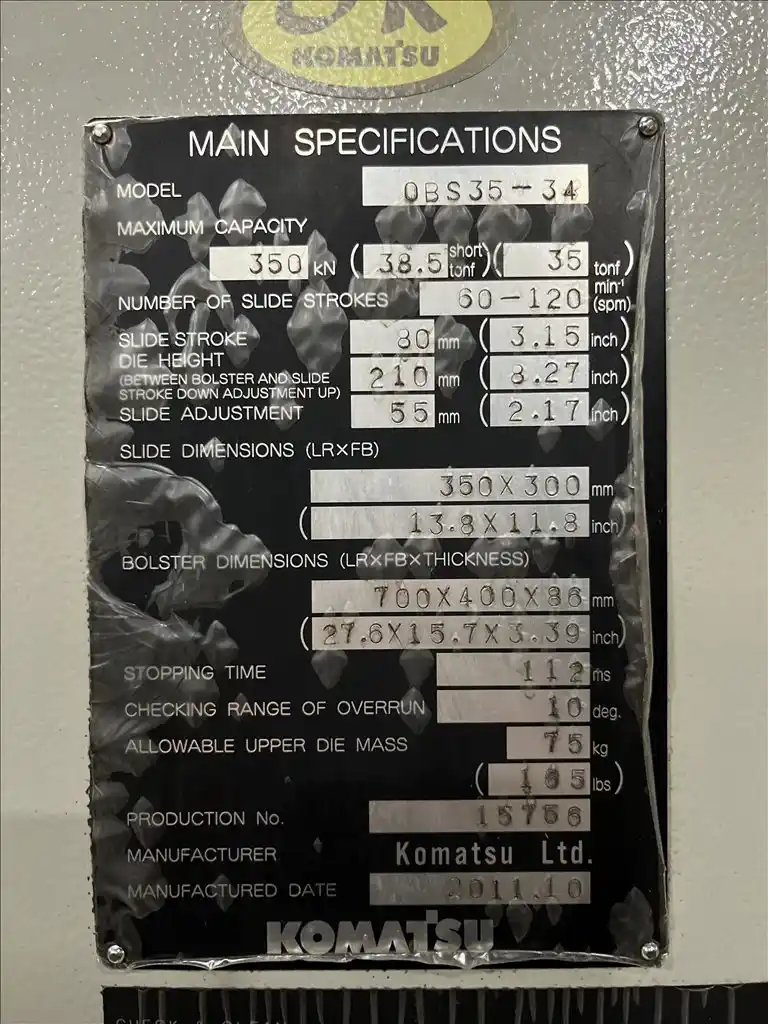 OK
KOMATSU
MAIN SPECIFICATIONS
MODEL OBS35-34
MAXIMUM CAPACITY
350 kN (38.5 short tonf)(35 tonf)
NUMBER OF SLIDE STROKES 60-120 min-¹ (spm)
SLIDE STROKE 80 mm (3.15 inch)
DIE HEIGHT
(BETWEEN BOLSTER AND SLIDE
STROKE DOWN ADJUSTMENT UP) 210 mm (8.27 inch)
SLIDE ADJUSTMENT 55 mm (2.17 inch)
SLIDE DIMENSIONS (LR×FB)
350X300 mm
(13.8X11.8 inch)
BOLSTER DIMENSIONS (LR×FB×THICKNESS)
700X400X86 mm
(27.6X15.7X3.39 inch)
STOPPING TIME 112 ms
CHECKING RANGE OF OVERRUN 10 deg.
ALLOWABLE UPPER DIE MASS 75 kg
(165 lbs)
PRODUCTION No. 15756
MANUFACTURER Komatsu Ltd.
MANUFACTURED DATE 2011.10
KOMATSU